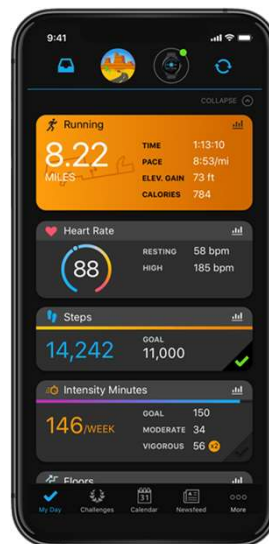 9:41
COLLAPSE
Running
8.22
MILES
TIME 1:13:10
PACE 8:53/mi
ELEV. GAIN 73 ft
CALORIES 784
Heart Rate
88
RESTING 58 bpm
HIGH 185 bpm
Steps
14,242
GOAL
11,000
Intensity Minutes
146/WEEK
GOAL 150
MODERATE 34
VIGOROUS 56 x2
Floors
31
My Day Challenges Calendar Newsfeed More